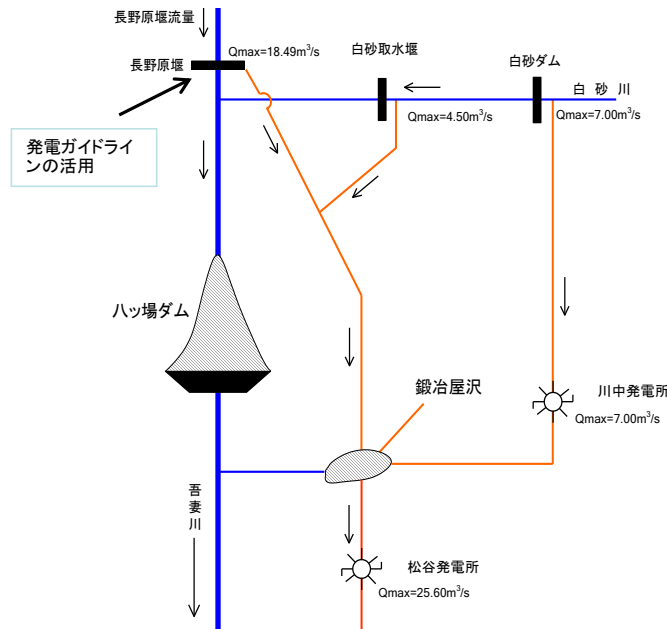 長野原堰流量
長野原堰
Qmax=18.49m³/s
白砂取水堰
白砂ダム
白 砂 川
Qmax=4.50m³/s
Qmax=7.00m³/s
発電ガイドライ
ンの活用
八ッ場ダム
鍛冶屋沢
川中発電所
Qmax=7.00m³/s
吾妻川
松谷発電所
Qmax=25.60m³/s